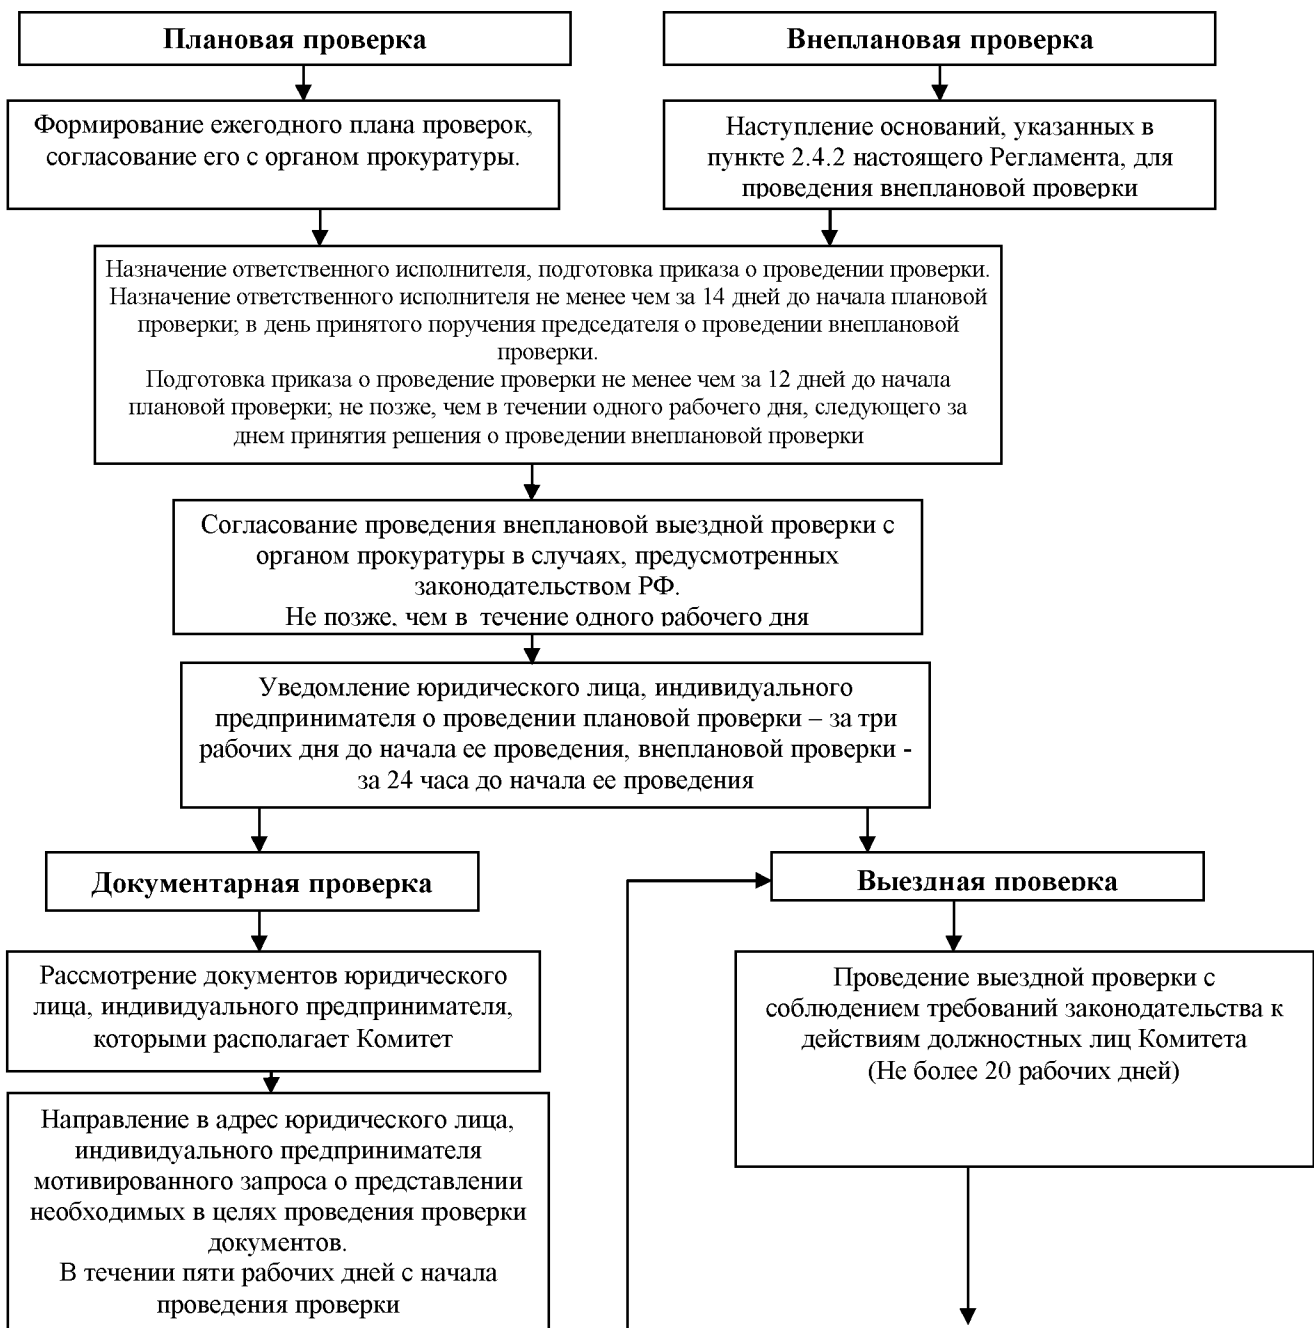 Плановая проверка
Внеплановая проверка
Формирование ежегодного плана проверок,
согласование его с органом прокуратуры.
Наступление оснований, указанных в
пункте 2.4.2 настоящего Регламента, для
проведения внеплановой проверки
Назначение ответственного исполнителя, подготовка приказа о проведении проверки.
Назначение ответственного исполнителя не менее чем за 14 дней до начала плановой
проверки; в день принятого поручения председателя о проведении внеплановой
проверки.
Подготовка приказа о проведение проверки не менее чем за 12 дней до начала
плановой проверки; не позже, чем в течении одного рабочего дня, следующего за
днем принятия решения о проведении внеплановой проверки
Согласование проведения внеплановой выездной проверки с
органом прокуратуры в случаях, предусмотренных
законодательством РФ.
Не позже, чем в течение одного рабочего дня
Уведомление юридического лица, индивидуального
предпринимателя о проведении плановой проверки – за три
рабочих дня до начала ее проведения, внеплановой проверки -
за 24 часа до начала ее проведения
Документарная проверка
Выездная проверка
Рассмотрение документов юридического
лица, индивидуального предпринимателя,
которыми располагает Комитет
Проведение выездной проверки с
соблюдением требований законодательства к
действиям должностных лиц Комитета
(Не более 20 рабочих дней)
Направление в адрес юридического лица,
индивидуального предпринимателя
мотивированного запроса о представлении
необходимых в целях проведения проверки
документов.
В течении пяти рабочих дней с начала
проведения проверки